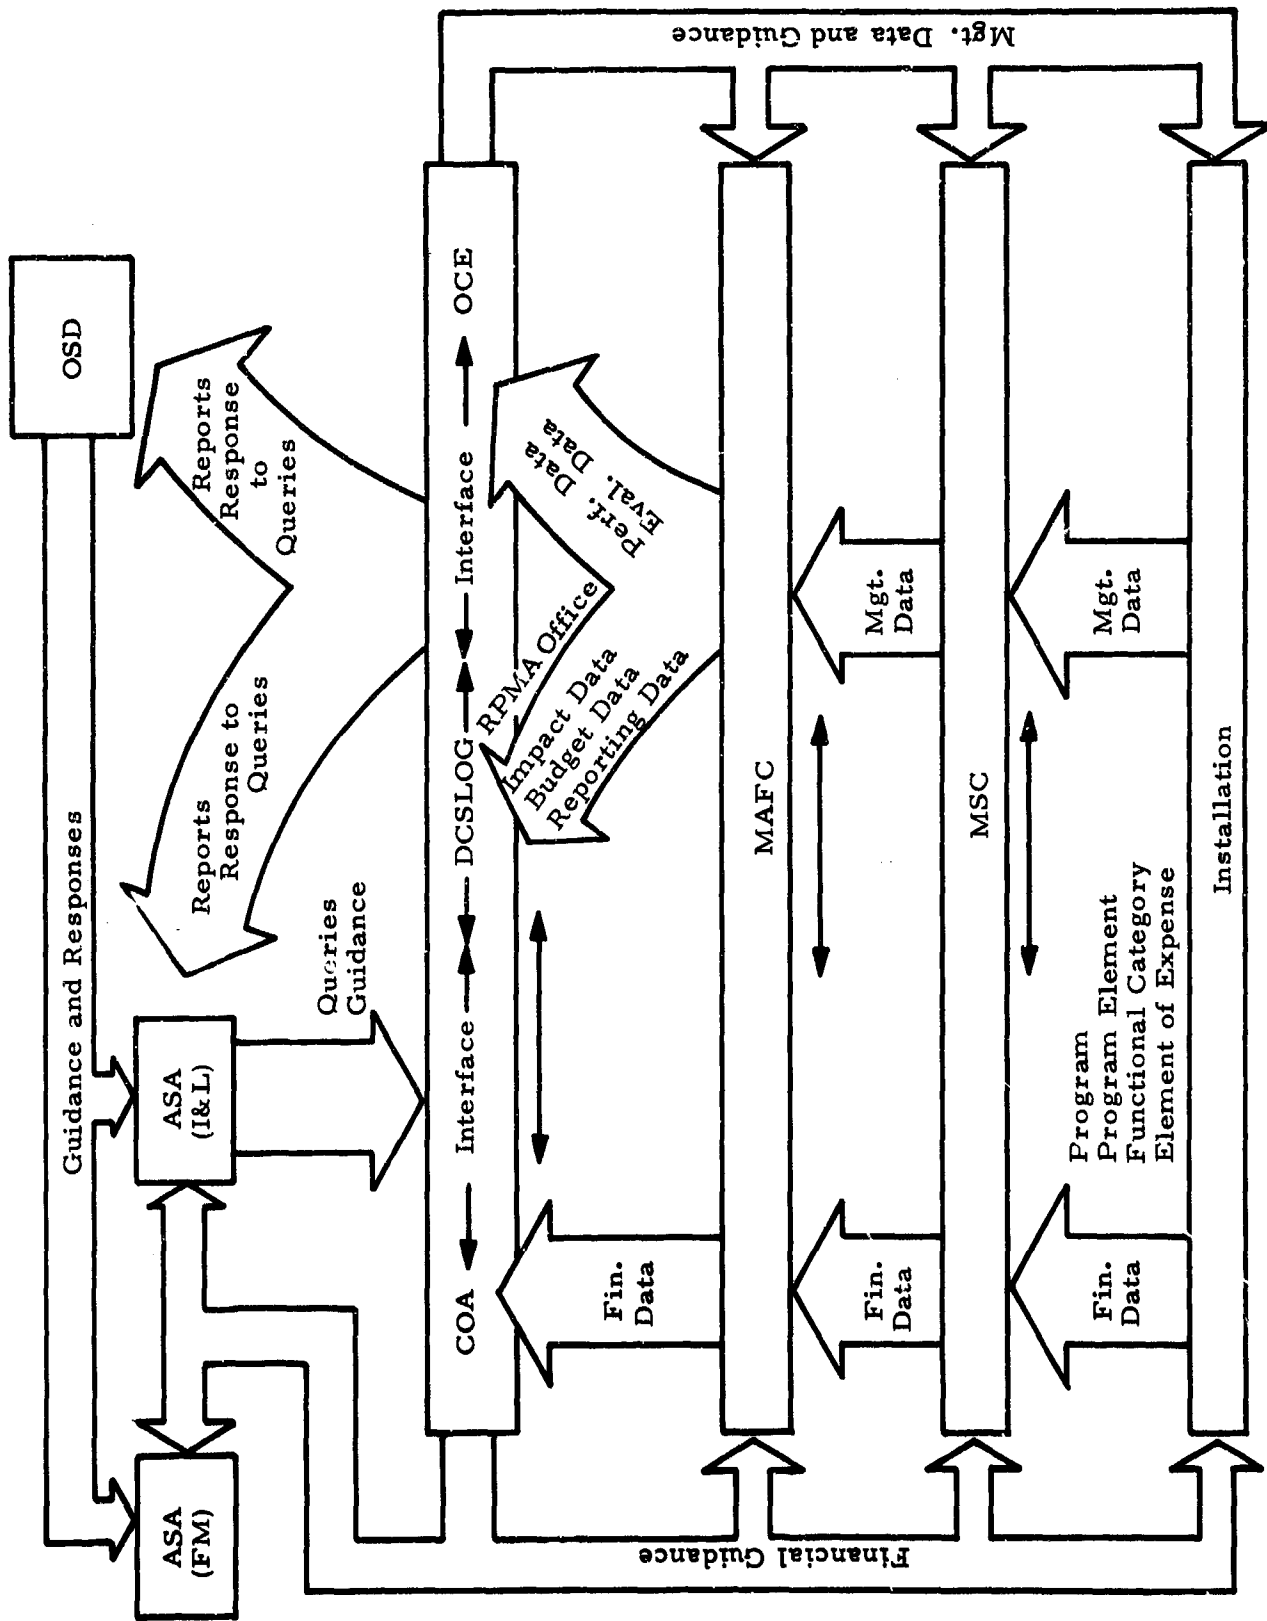 OSD
Guidance and Responses
ASA
(FM)
ASA
(I&L)
Reports
Response to
Queries
Reports
Response
to
Queries
Queries
Guidance
COA
Interface
DCSLOG
Interface
OCE
RPMA Office
Impact Data
Budget Data
Reporting Data
Perf. Data
Eval. Data
Fin.
Data
MAFC
Fin.
Data
Mgt.
Data
MSC
Fin.
Data
Program
Program Element
Functional Category
Element of Expense
Mgt.
Data
Installation
Financial Guidance
Mgt. Data and Guidance